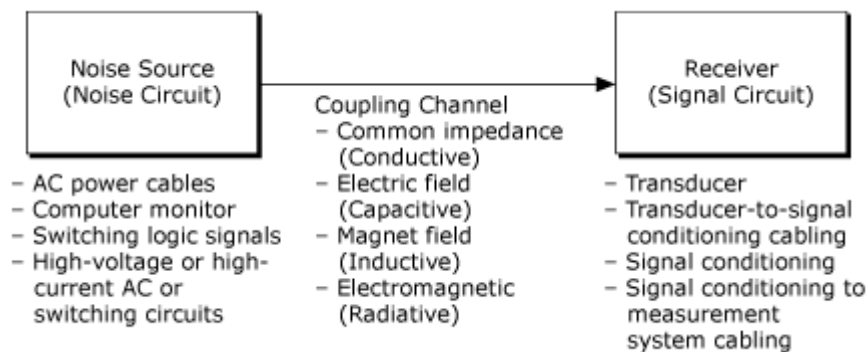 Noise Source
(Noise Circuit)
Receiver
(Signal Circuit)
Coupling Channel
– Common impedance
(Conductive)
– Electric field
(Capacitive)
– Magnet field
(Inductive)
– Electromagnetic
(Radiative)
– AC power cables
– Computer monitor
– Switching logic signals
– High-voltage or high-
current AC or
switching circuits
– Transducer
– Transducer-to-signal
conditioning cabling
– Signal conditioning
– Signal conditioning to
measurement
system cabling